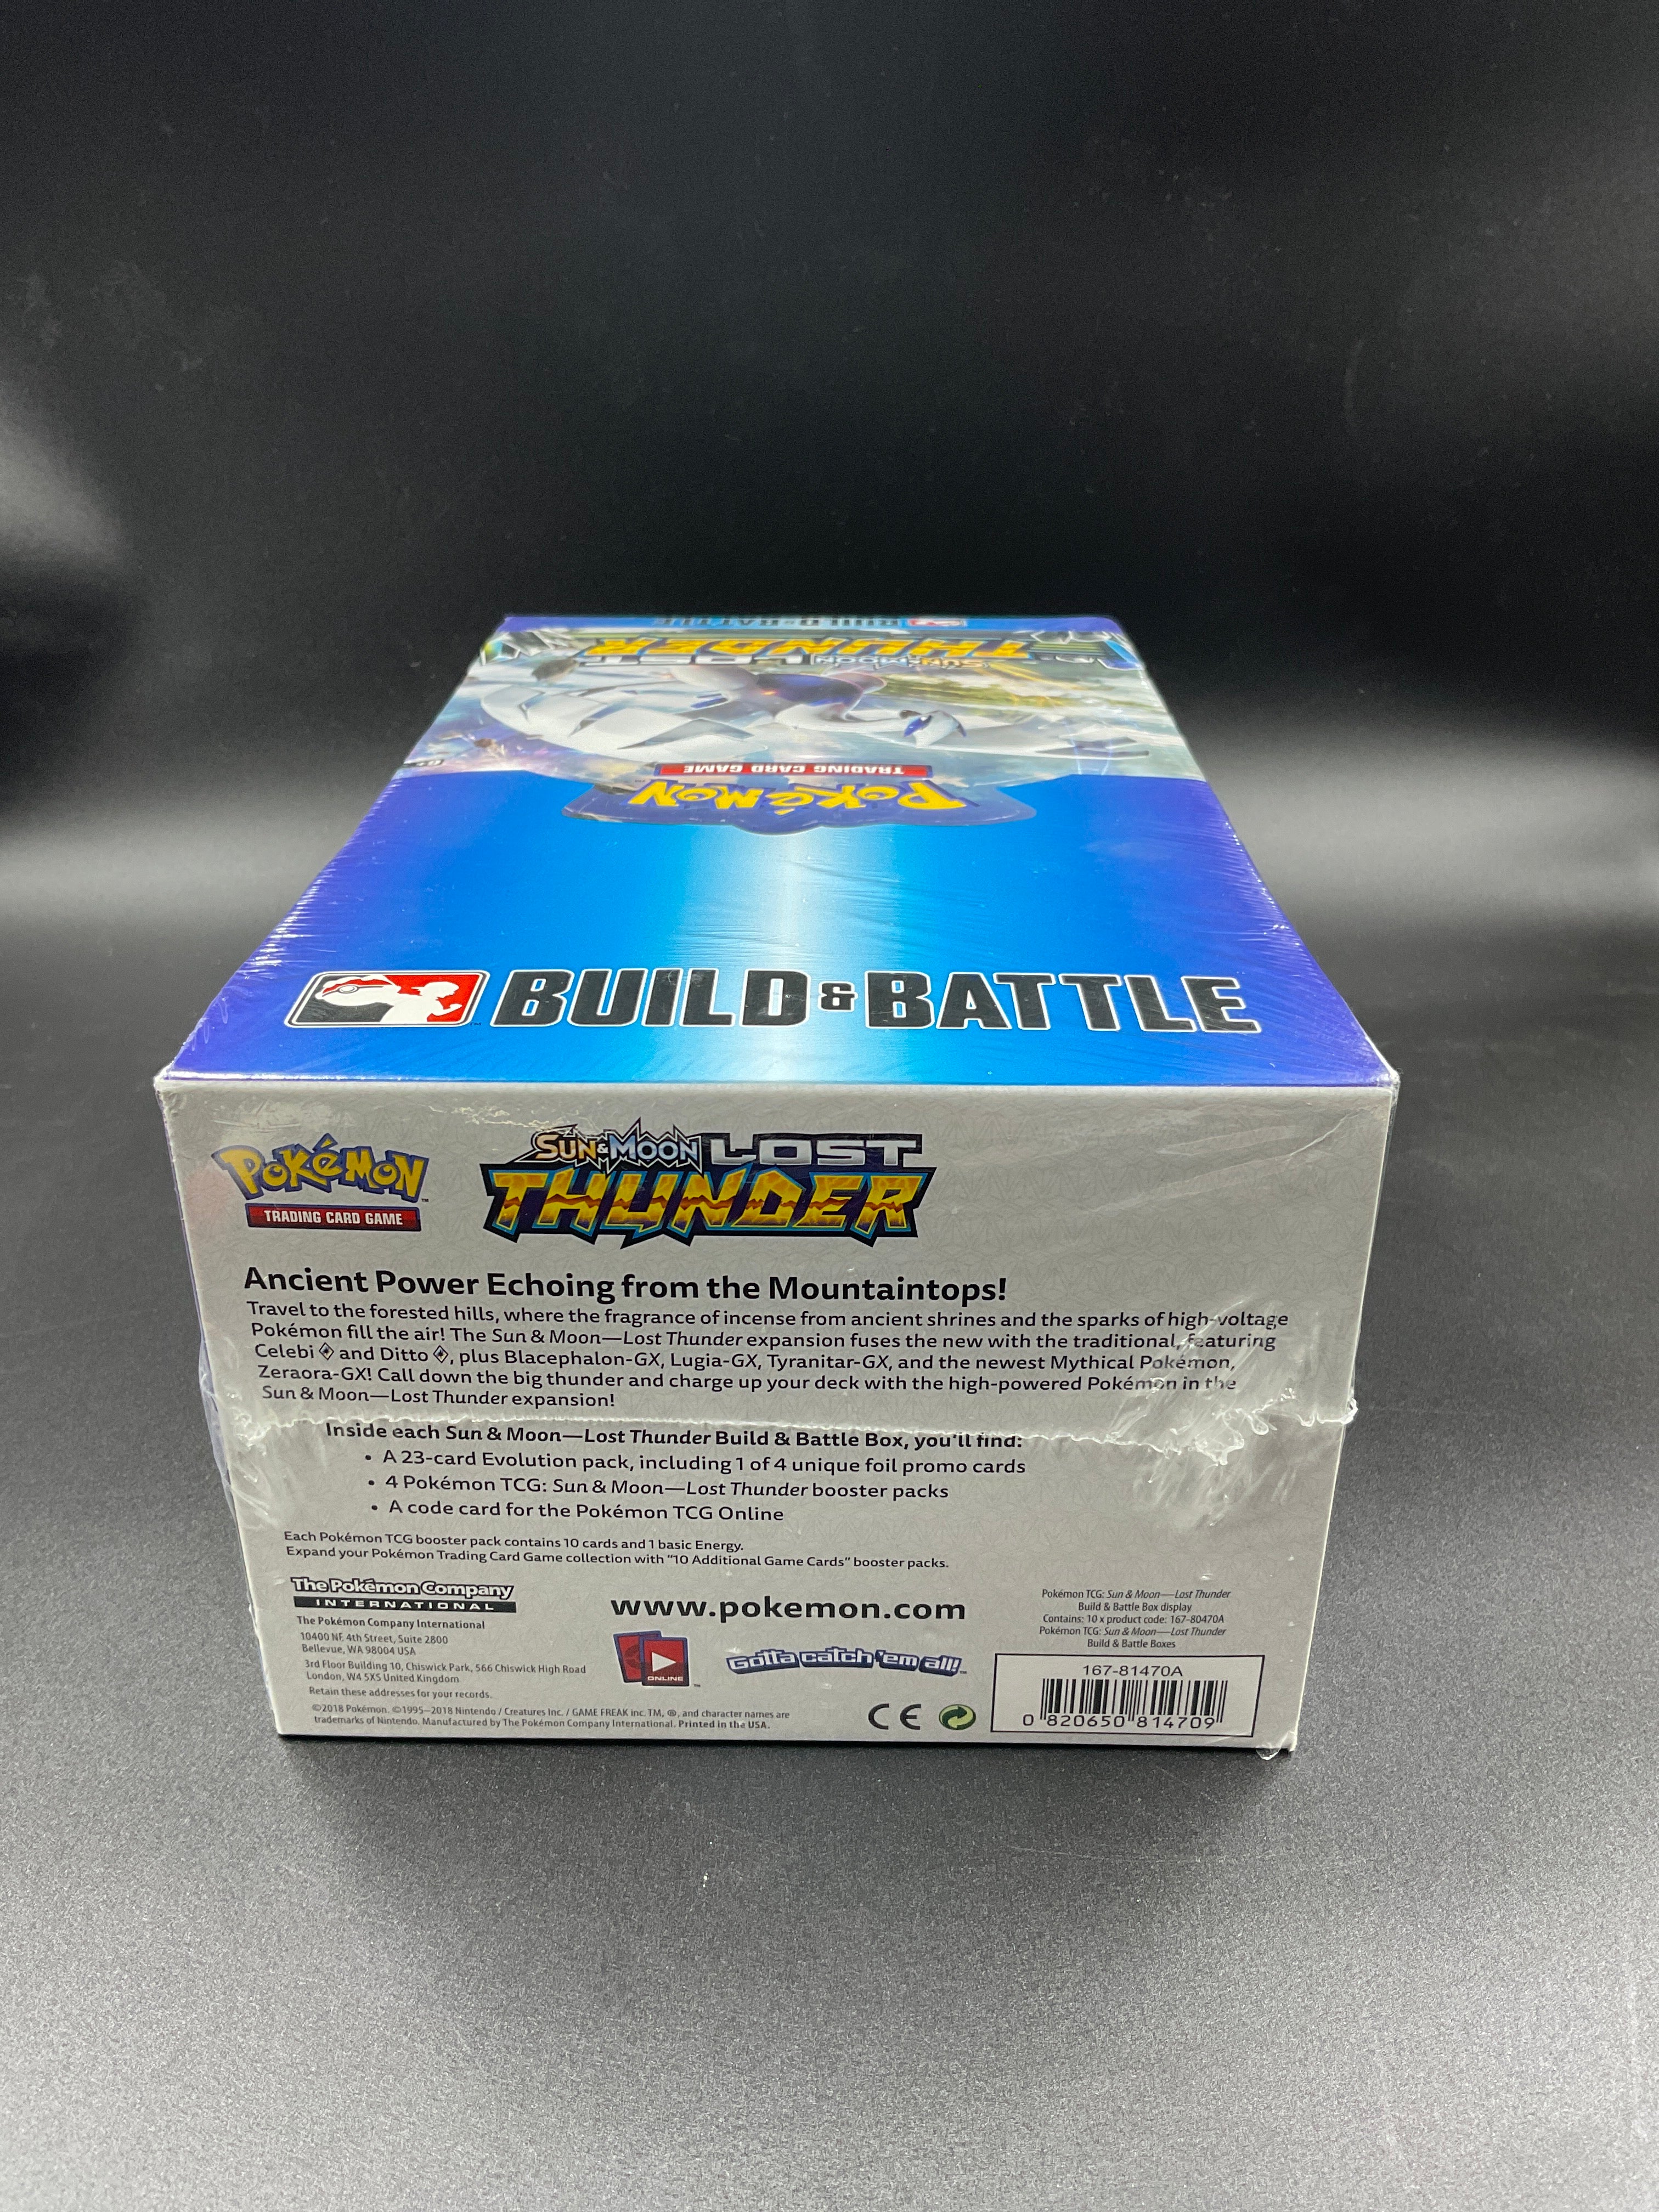 BUILD & BATTLE
SUN & MOON LOST
THUNDER
TRADING CARD GAME
POKéMON
BUILD & BATTLE
POKéMON
TRADING CARD GAME
SUN & MOON LOST
THUNDER
Ancient Power Echoing from the Mountaintops!
Travel to the forested hills, where the fragrance of incense from ancient shrines and the sparks of high-voltage
Pokémon fill the air! The Sun & Moon—Lost Thunder expansion fuses the new with the traditional, featuring
Celebi ◈ and Ditto ◈, plus Blacephalon-GX, Lugia-GX, Tyranitar-GX, and the newest Mythical Pokémon,
Zeraora-GX! Call down the big thunder and charge up your deck with the high-powered Pokémon in the
Sun & Moon—Lost Thunder expansion!
Inside each Sun & Moon—Lost Thunder Build & Battle Box, you'll find:
• A 23-card Evolution pack, including 1 of 4 unique foil promo cards
• 4 Pokémon TCG: Sun & Moon—Lost Thunder booster packs
• A code card for the Pokémon TCG Online
Each Pokémon TCG booster pack contains 10 cards and 1 basic Energy.
Expand your Pokémon Trading Card Game collection with "10 Additional Game Cards" booster packs.
The Pokémon Company
INTERNATIONAL
The Pokémon Company International
10400 NE 4th Street, Suite 2800
Bellevue, WA 98004 USA
3rd Floor Building 10, Chiswick Park, 566 Chiswick High Road
London, W4 5XS United Kingdom
Retain these addresses for your records.
©2018 Pokémon. ©1995–2018 Nintendo / Creatures Inc. / GAME FREAK inc. TM, ®, and character names are
trademarks of Nintendo. Manufactured by The Pokémon Company International. Printed in the USA.
www.pokemon.com
ONLINE
Gotta catch 'em all!
CE
Pokémon TCG: Sun & Moon—Lost Thunder
Build & Battle Box display
Contains: 10 x product code: 167-80470A
Pokémon TCG: Sun & Moon—Lost Thunder
Build & Battle Boxes
167-81470A
0 820650 814709